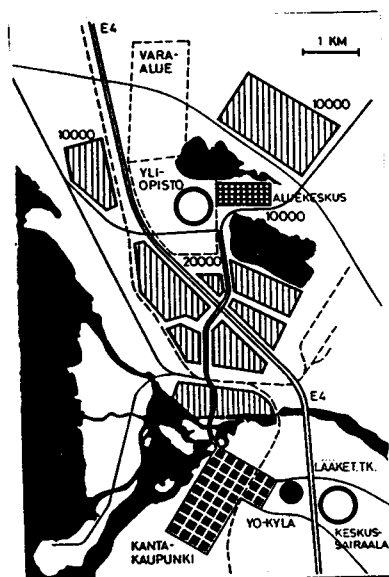 E4
VARA-
ALUE
1 KM
10000
10000
YLI-
OPISTO
ALUEKESKUS
10000
20000
E4
LÄÄKET.TK.
YO-KYLÄ
KESKUS-
SAIRAALA
KANTA-
KAUPUNKI